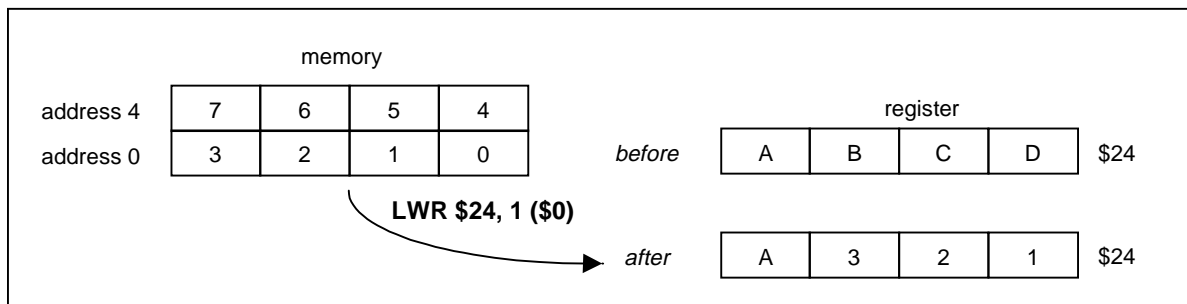 memory
address 4 7 6 5 4
address 0 3 2 1 0
register
before A B C D $24
LWR $24, 1 ($0)
after A 3 2 1 $24